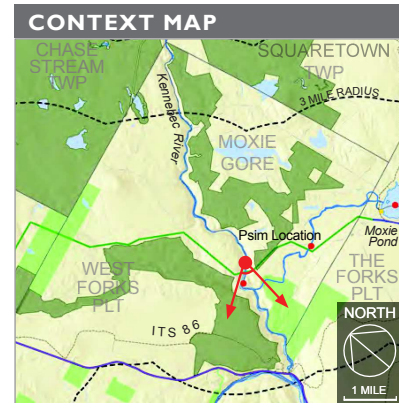 CONTEXT MAP
CHASE
STREAM
TWP
SQUARETOWN
TWP
Kennebec River
3 MILE RADIUS
MOXIE
GORE
Psim Location
Moxie
Pond
WEST
FORKS
PLT
THE
FORKS
PLT
ITS 86
NORTH
1 MILE